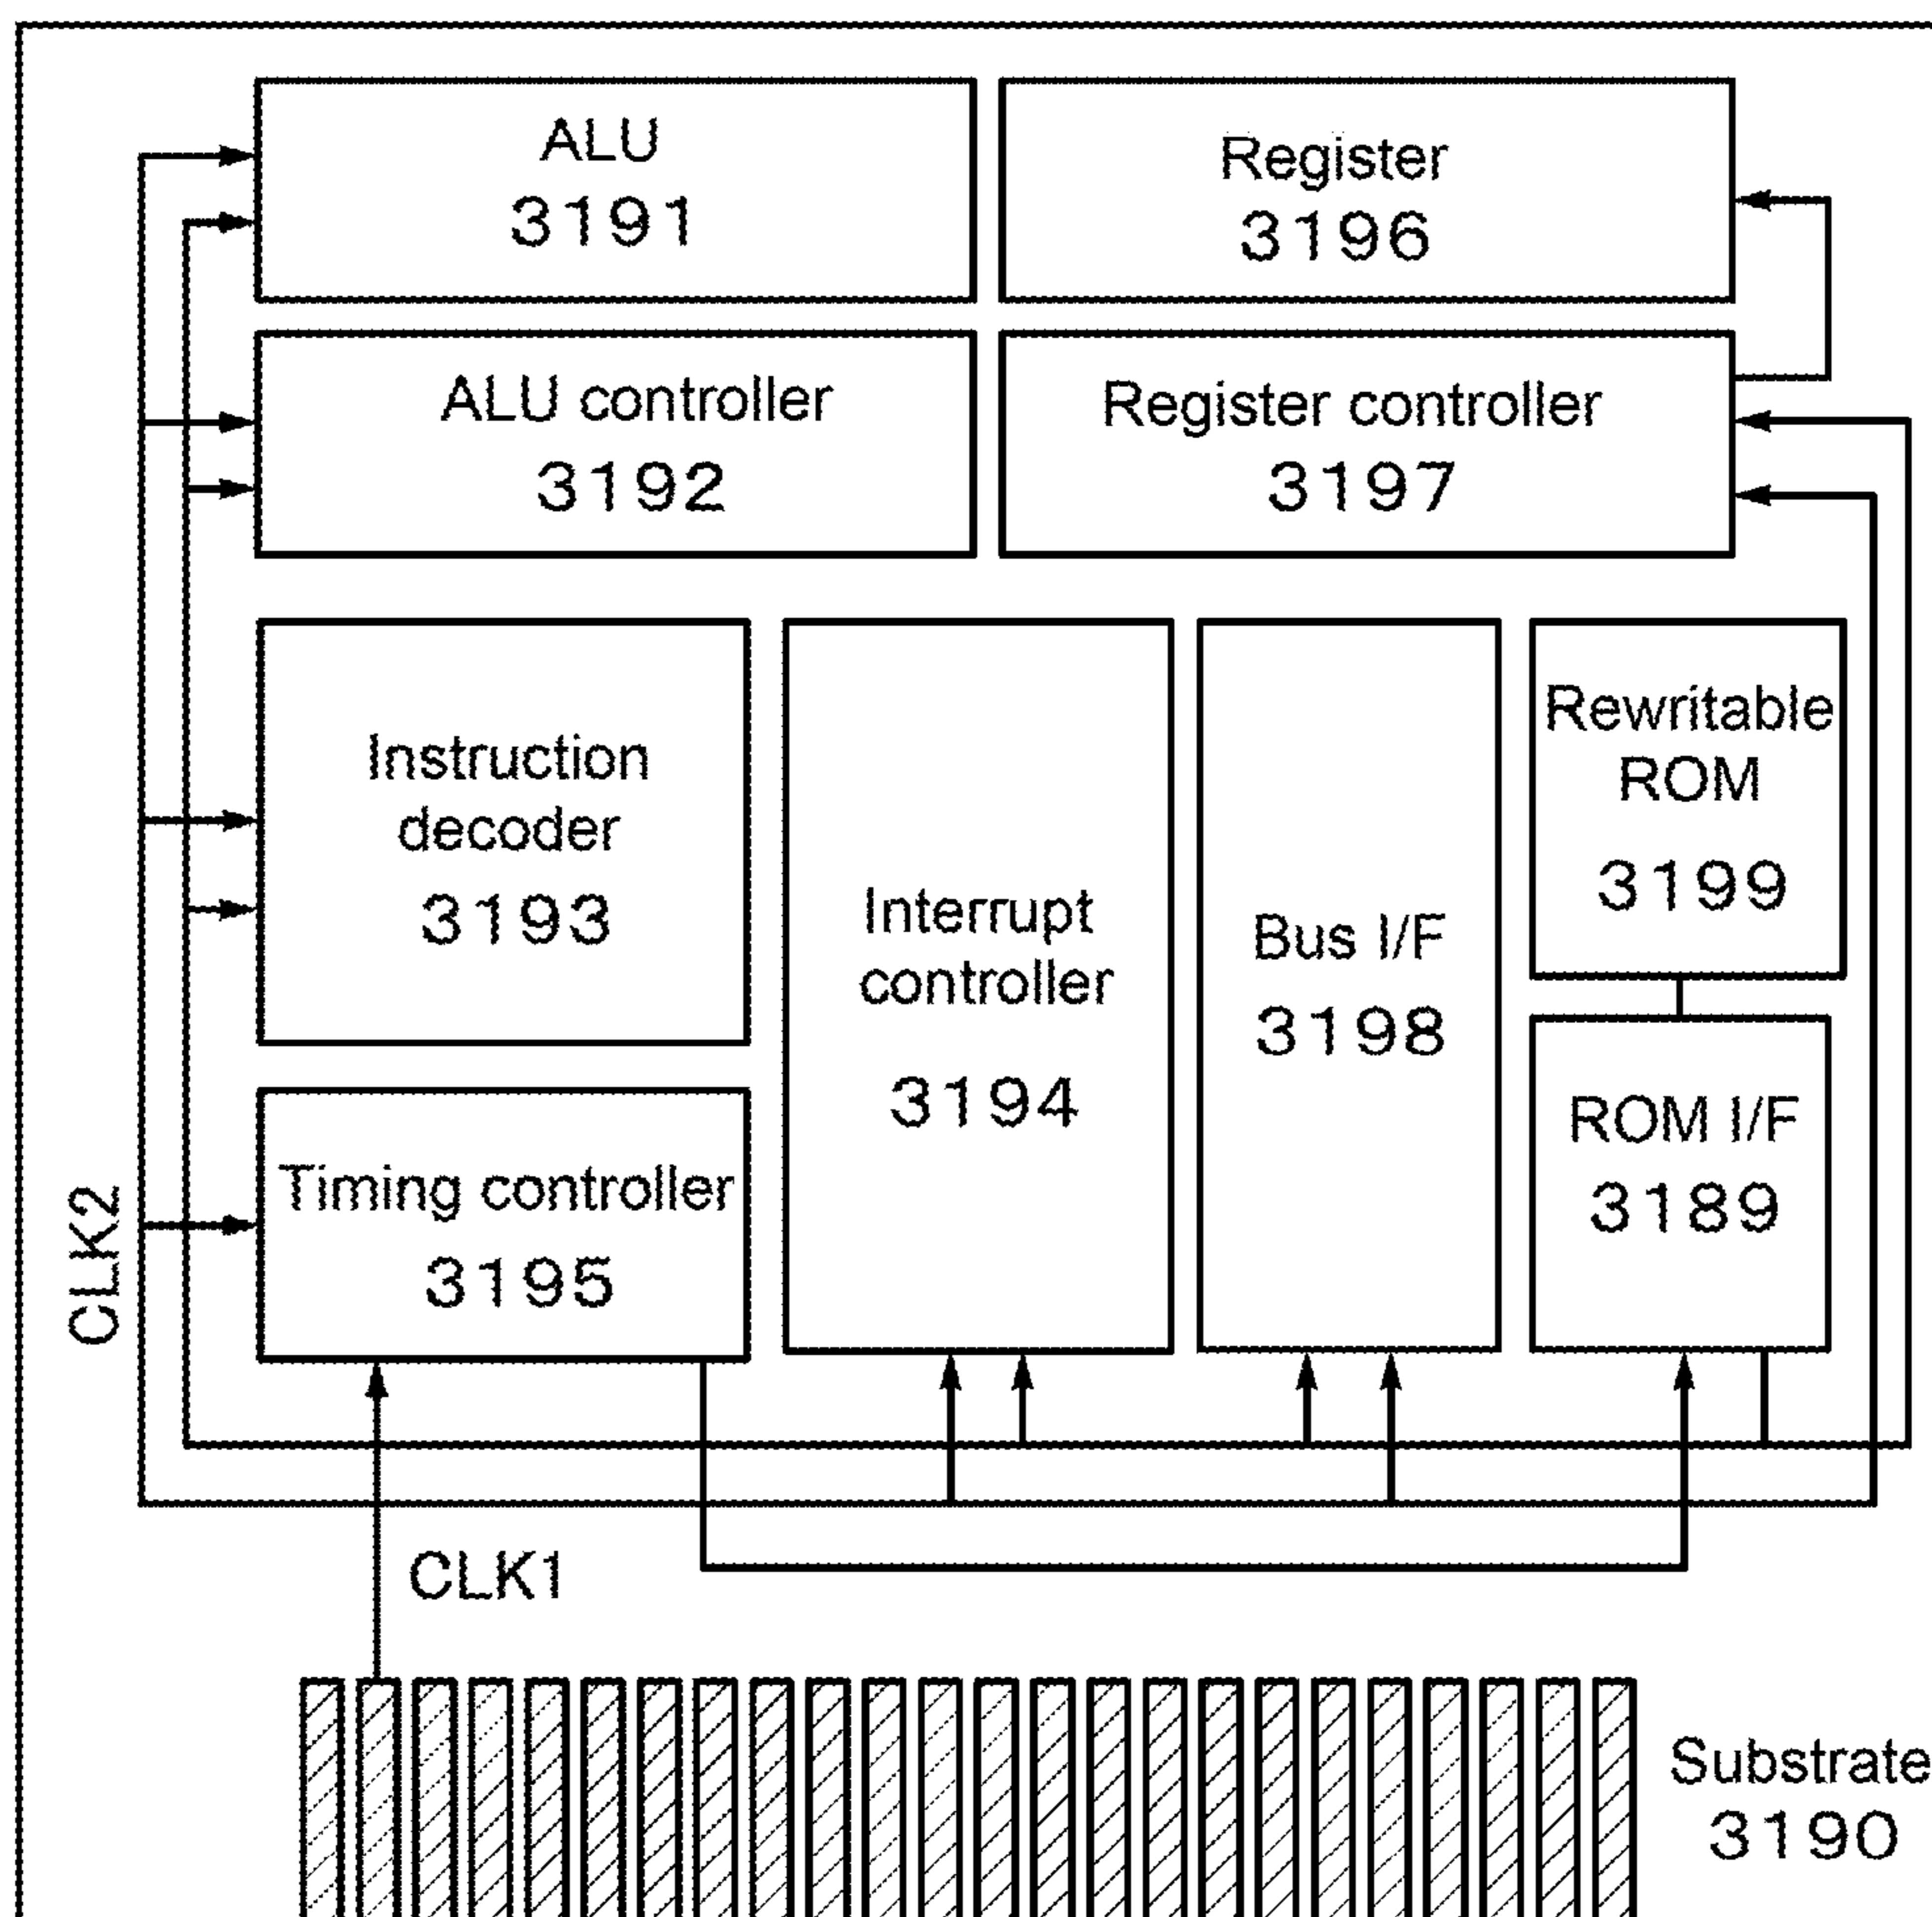 ALU
3191
Register
3196
ALU controller
3192
Register controller
3197
Instruction
decoder
3193
Interrupt
controller
3194
Bus I/F
3198
Rewritable
ROM
3199
ROM I/F
3189
Timing controller
3195
CLK2
CLK1
Substrate
3190